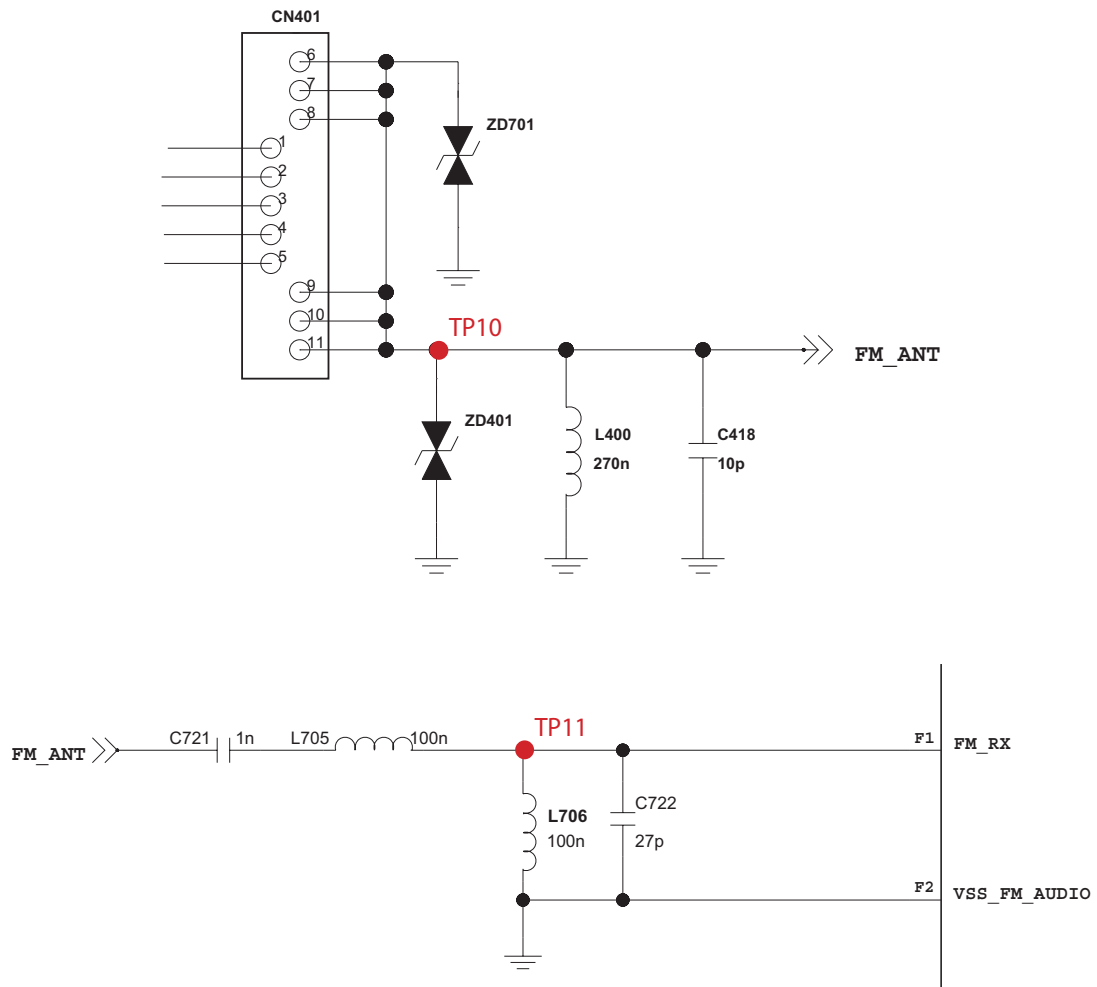 CN401
6
7
8
ZD701
1
2
3
4
5
9
10
11
TP10
FM_ANT
ZD401
L400
270n
C418
10p
TP11
C721
1n
L705
100n
FM_ANT
F1
FM_RX
L706
100n
C722
27p
F2
VSS_FM_AUDIO